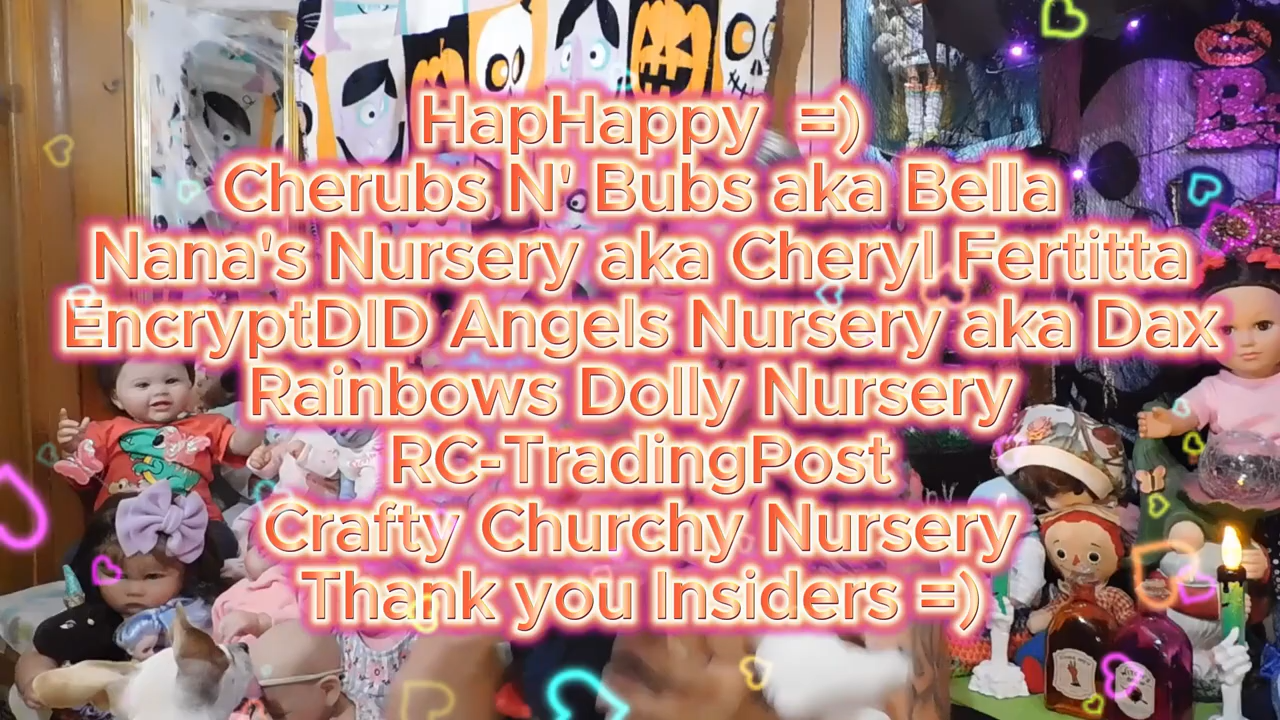 HapHappy =)
Cherubs N' Bubs aka Bella
Nana's Nursery aka Cheryl Fertitta
EncryptDID Angels Nursery aka Dax
Rainbows Dolly Nursery
RC-TradingPost
Crafty Churchy Nursery
Thank you Insiders =)